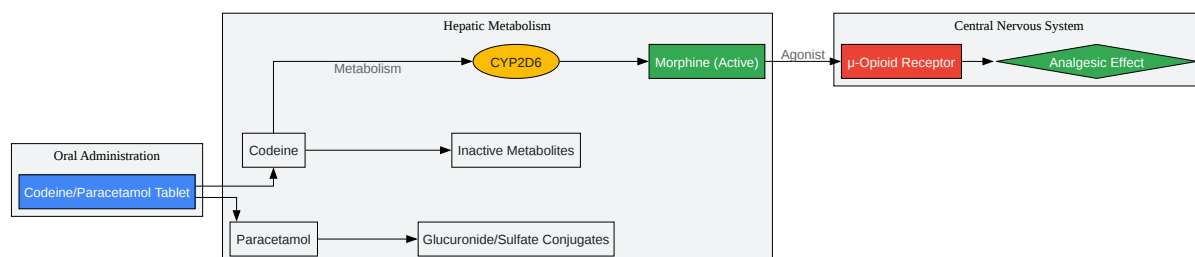 Hepatic Metabolism
Central Nervous System
Metabolism
CYP2D6
Morphine (Active)
Agonist
μ-Opioid Receptor
Analgesic Effect
Codeine
Inactive Metabolites
Oral Administration
Codeine/Paracetamol Tablet
Paracetamol
Glucuronide/Sulfate Conjugates